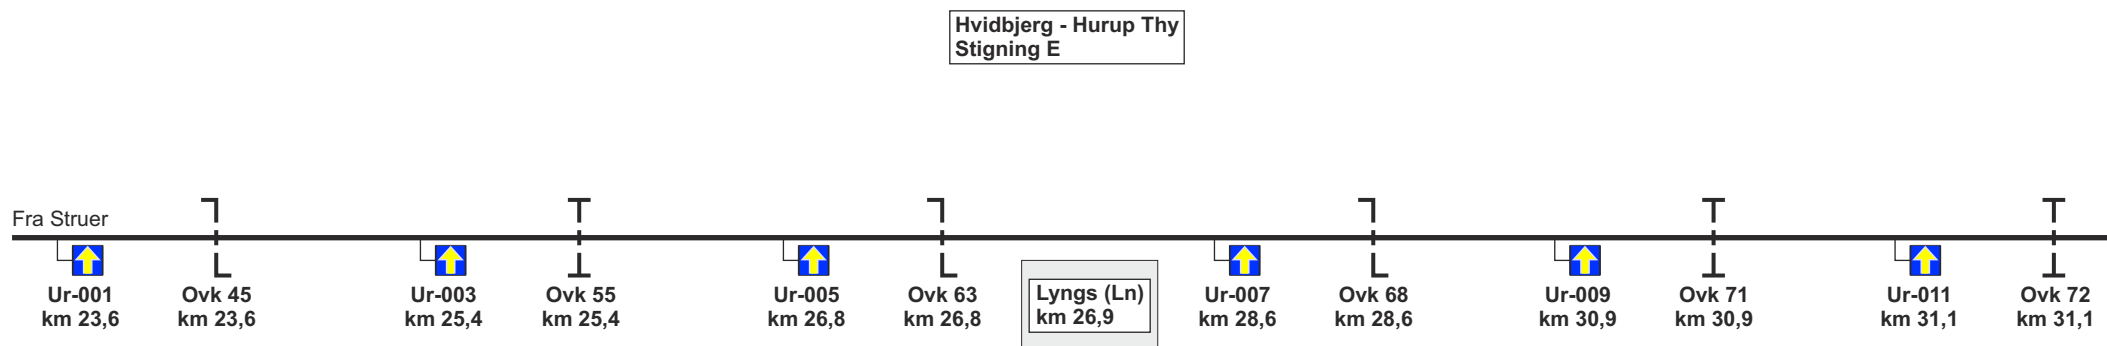 Hvidbjerg - Hurup Thy
Stigning E
Fra Struer
Ur-001
km 23,6
Ovk 45
km 23,6
Ur-003
km 25,4
Ovk 55
km 25,4
Ur-005
km 26,8
Ovk 63
km 26,8
Lyngs (Ln)
km 26,9
Ur-007
km 28,6
Ovk 68
km 28,6
Ur-009
km 30,9
Ovk 71
km 30,9
Ur-011
km 31,1
Ovk 72
km 31,1